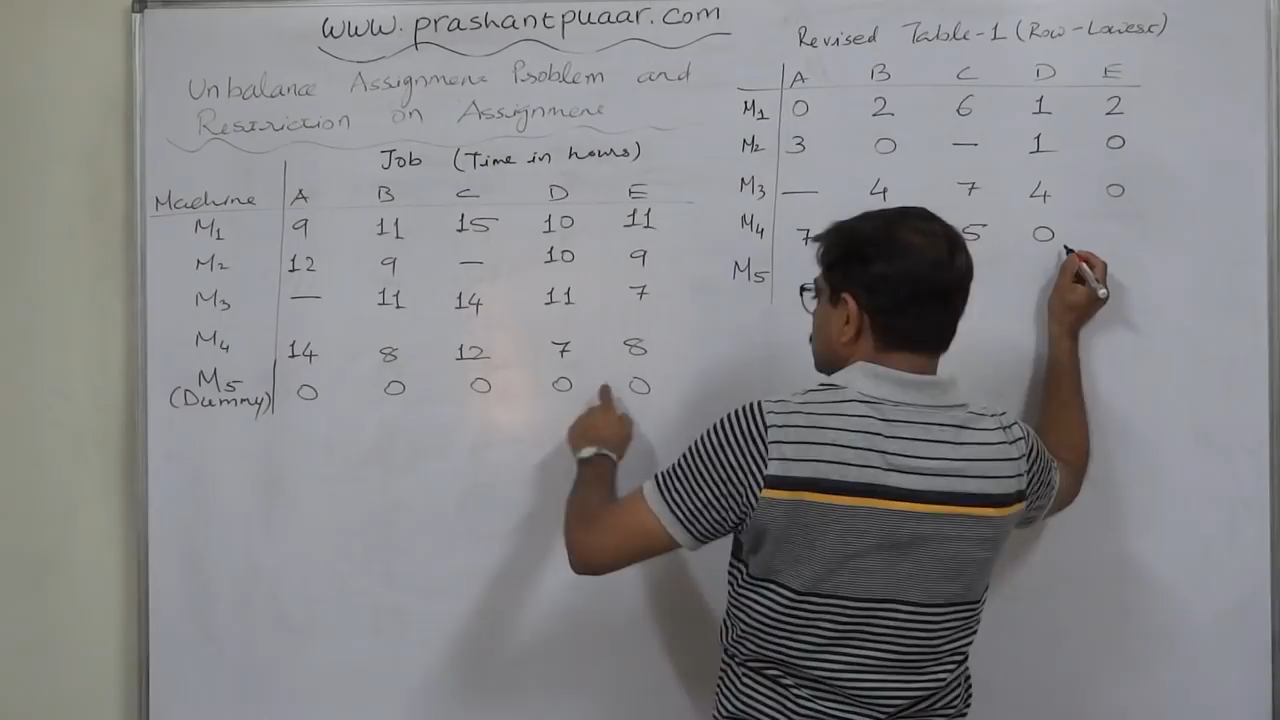 www.prashantpuaar.com
Unbalance Assignment Problem and
Restriction on Assignment
Job (Time in hours)
Machine A B C D E
M1 9 11 15 10 11
M2 12 9 — 10 9
M3 — 11 14 11 7
M4 14 8 12 7 8
M5 0 0 0 0 0
(Dummy)
Revised Table-1 (Row-Lowest)
A B C D E
M1 0 2 6 1 2
M2 3 0 — 1 0
M3 — 4 7 4 0
M4 7 5 0
M5